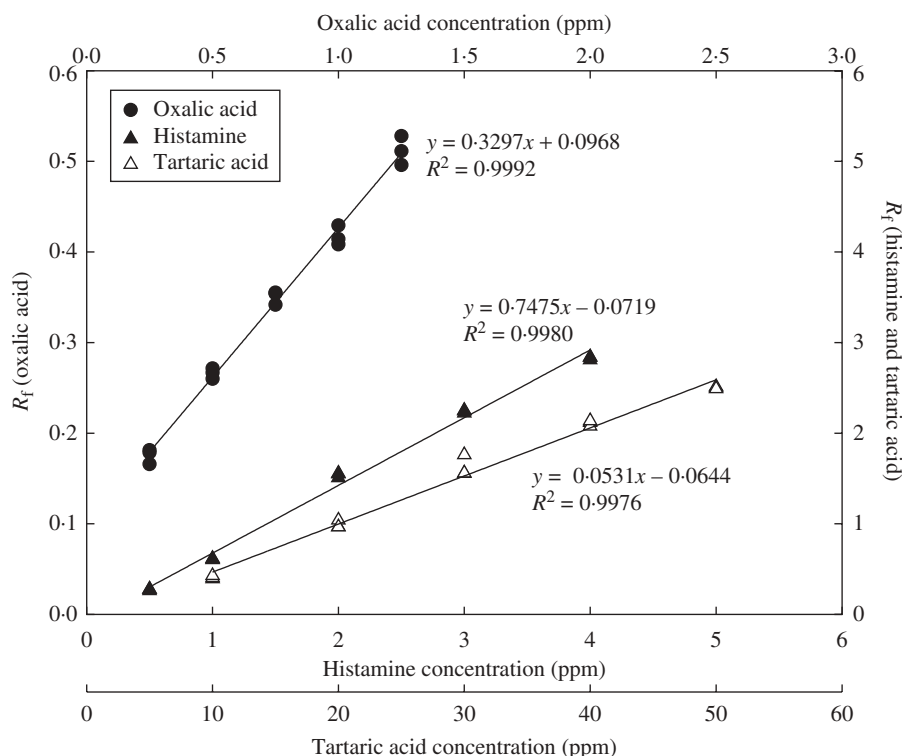 Oxalic acid concentration (ppm)
0·0 0·5 1·0 1·5 2·0 2·5 3·0
0·6 6
Oxalic acid
Histamine
Tartaric acid
y = 0·3297x + 0·0968
R² = 0·9992
0·5 5
0·4 4
R_f (oxalic acid)
R_f (histamine and tartaric acid)
y = 0·7475x – 0·0719
R² = 0·9980
0·3 3
0·2 2
y = 0·0531x – 0·0644
R² = 0·9976
0·1 1
0·0 0
0 1 2 3 4 5 6
Histamine concentration (ppm)
0 10 20 30 40 50 60
Tartaric acid concentration (ppm)